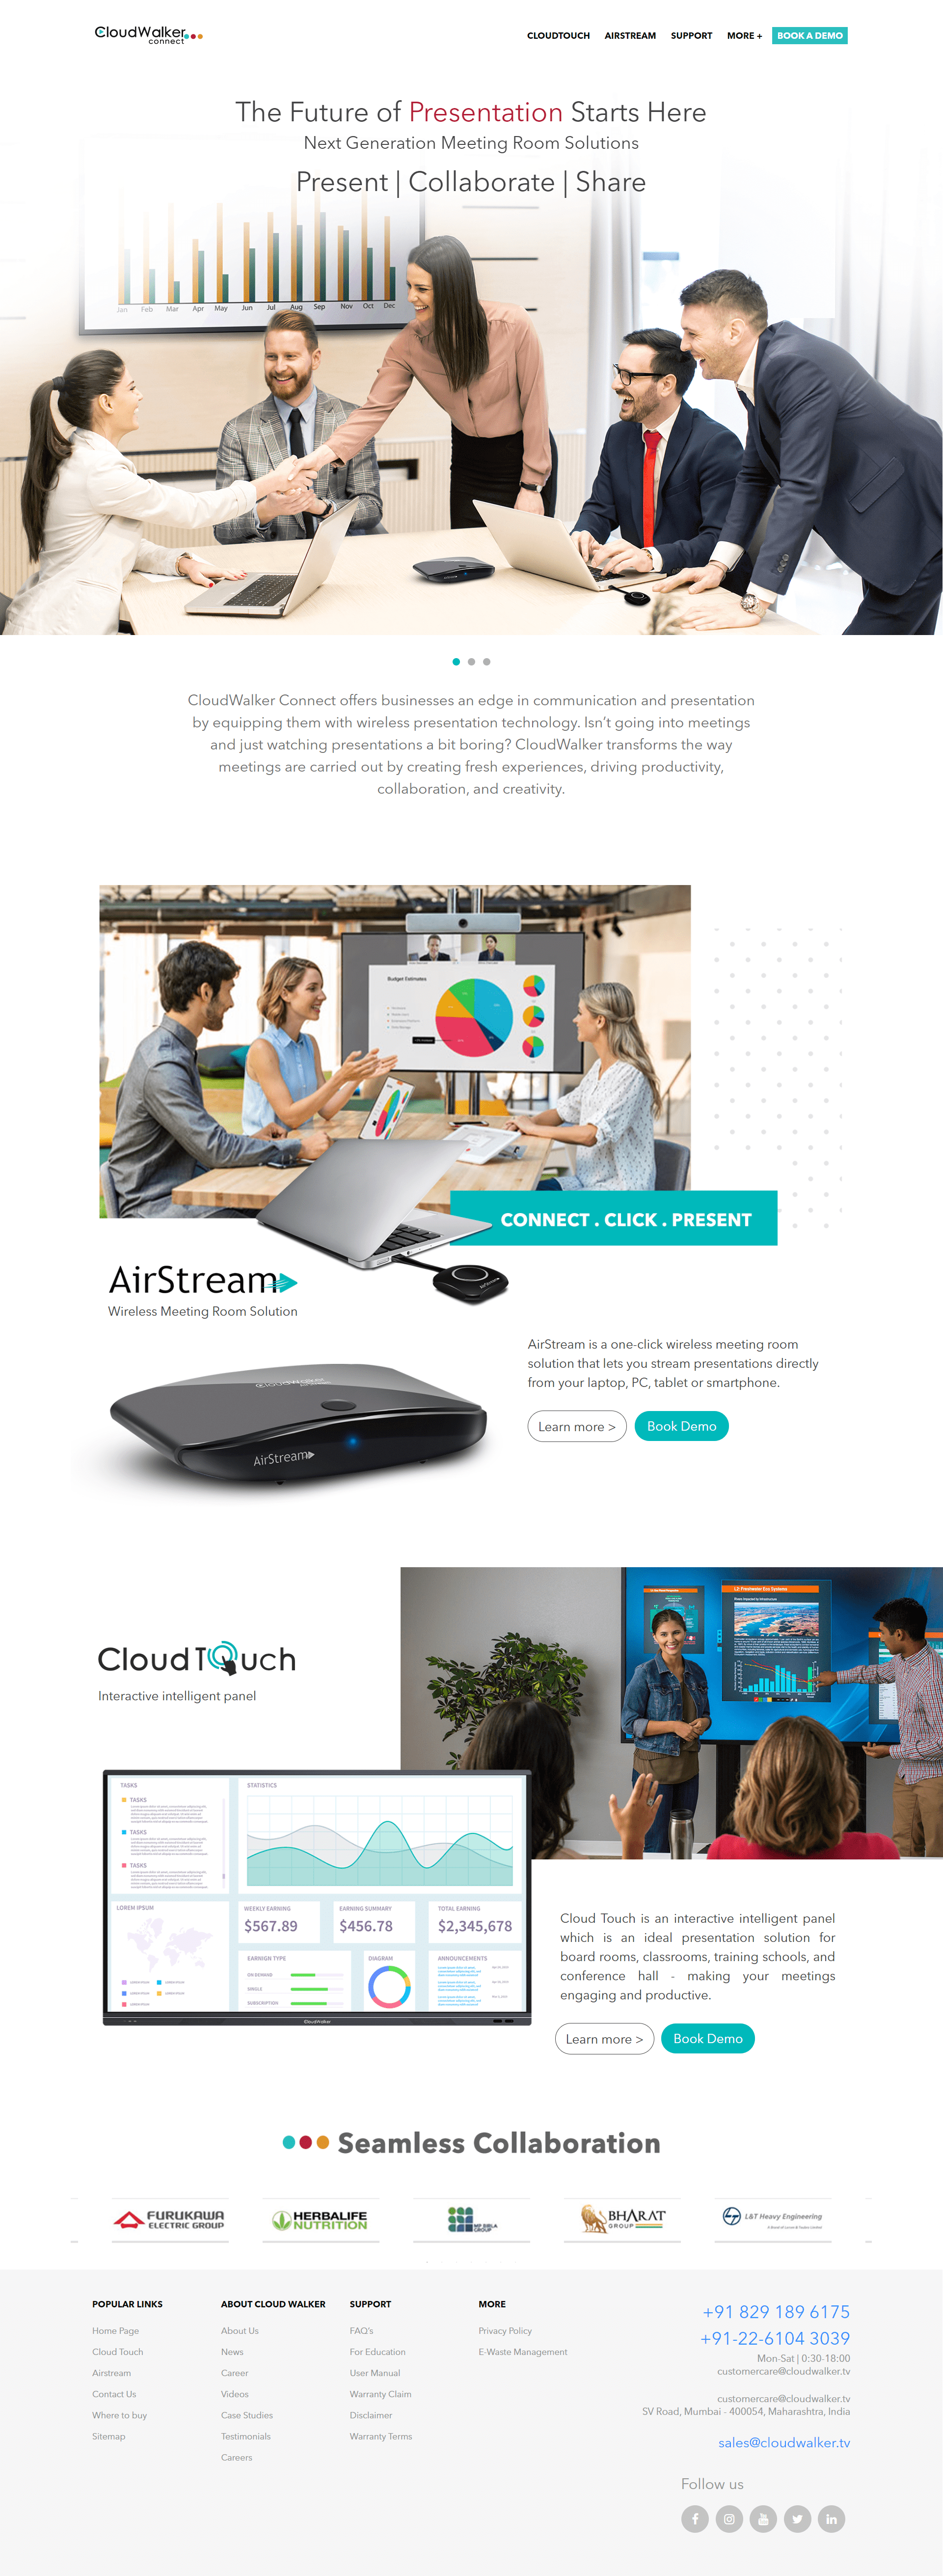 CloudWalker
connect
CLOUDTOUCH
AIRSTREAM
SUPPORT
MORE +
BOOK A DEMO
The Future of Presentation Starts Here
Next Generation Meeting Room Solutions
Present | Collaborate | Share
Jan Feb Mar Apr May Jun Jul Aug Sep Nov Oct Dec
CloudWalker Connect offers businesses an edge in communication and presentation
by equipping them with wireless presentation technology. Isn't going into meetings
and just watching presentations a bit boring? CloudWalker transforms the way
meetings are carried out by creating fresh experiences, driving productivity,
collaboration, and creativity.
Budget Estimates
CONNECT . CLICK . PRESENT
AirStream
Wireless Meeting Room Solution
AirStream
CloudWalker
AirStream
AirStream is a one-click wireless meeting room
solution that lets you stream presentations directly
from your laptop, PC, tablet or smartphone.
Learn more >
Book Demo
CloudTouch
Interactive intelligent panel
TASKS
TASKS
TASKS
TASKS
STATISTICS
LOREM IPSUM
WEEKLY EARNING
$567.89
EARNING SUMMARY
$456.78
TOTAL EARNING
$2,345,678
EARNIGN TYPE
ON DEMAND
SINGLE
SUBSCRIPTION
DIAGRAM
ANNOUNCEMENTS
CloudWalker
Cloud Touch is an interactive intelligent panel
which is an ideal presentation solution for
board rooms, classrooms, training schools, and
conference hall - making your meetings
engaging and productive.
Learn more >
Book Demo
Seamless Collaboration
FURUKAWA
ELECTRIC GROUP
HERBALIFE
NUTRITION
MP BIRLA
GROUP
BHARAT
GROUP
L&T Heavy Engineering
POPULAR LINKS
Home Page
Cloud Touch
Airstream
Contact Us
Where to buy
Sitemap
ABOUT CLOUD WALKER
About Us
News
Career
Videos
Case Studies
Testimonials
Careers
SUPPORT
FAQ's
For Education
User Manual
Warranty Claim
Disclaimer
Warranty Terms
MORE
Privacy Policy
E-Waste Management
+91 829 189 6175
+91-22-6104 3039
Mon-Sat | 0:30-18:00
customercare@cloudwalker.tv
customercare@cloudwalker.tv
SV Road, Mumbai - 400054, Maharashtra, India
sales@cloudwalker.tv
Follow us